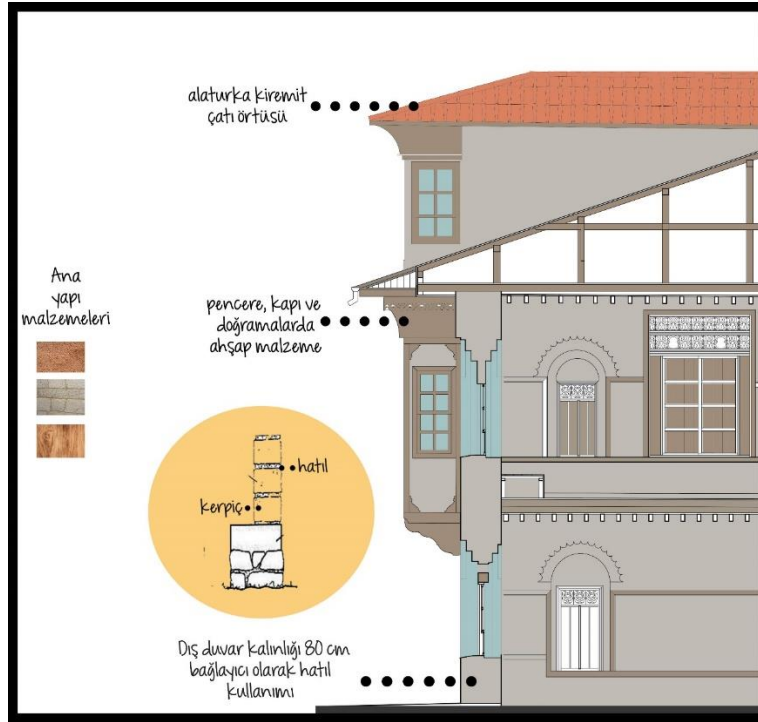 alaturka kiremit
çatı örtüsü
Ana
yapı
malzemeleri
pencere, kapı ve
doğramalarda
ahşap malzeme
hatıl
kerpiç
Dış duvar kalınlığı 80 cm
bağlayıcı olarak hatıl
kullanımı